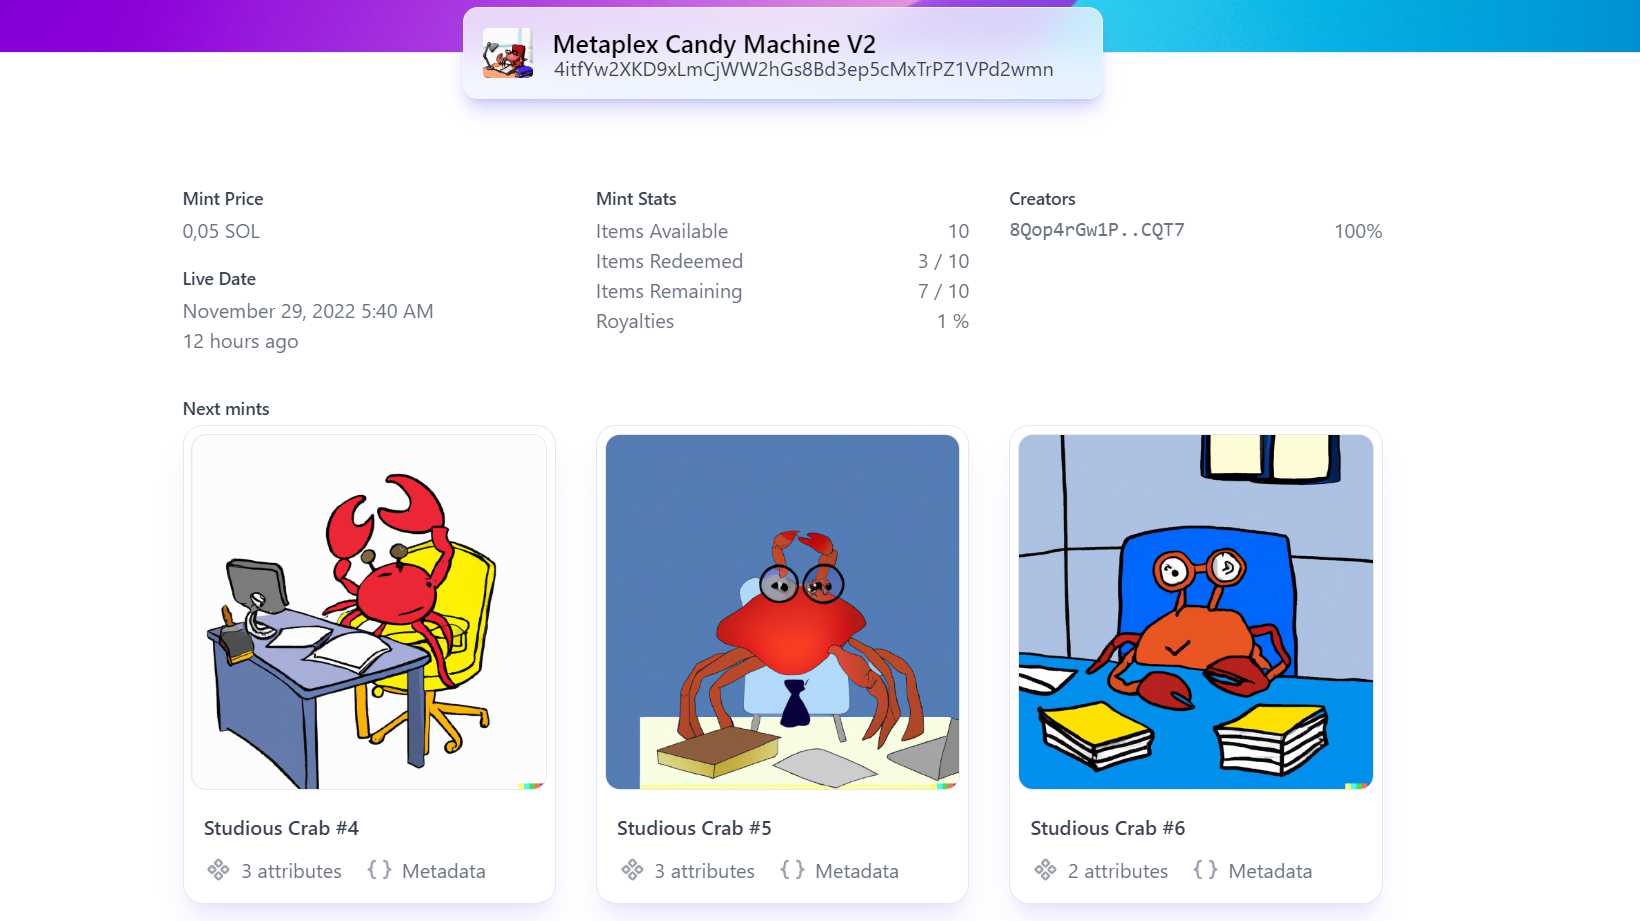 Metaplex Candy Machine V2
4itfYw2XKD9xLmCjWW2hGs8Bd3ep5cMxTrPZ1VPd2wmn
Mint Price
0,05 SOL
Live Date
November 29, 2022 5:40 AM
12 hours ago
Mint Stats
Items Available 10
Items Redeemed 3 / 10
Items Remaining 7 / 10
Royalties 1 %
Creators
8Qop4rGw1P..CQT7 100%
Next mints
Studious Crab #4
3 attributes {} Metadata
Studious Crab #5
3 attributes {} Metadata
Studious Crab #6
2 attributes {} Metadata